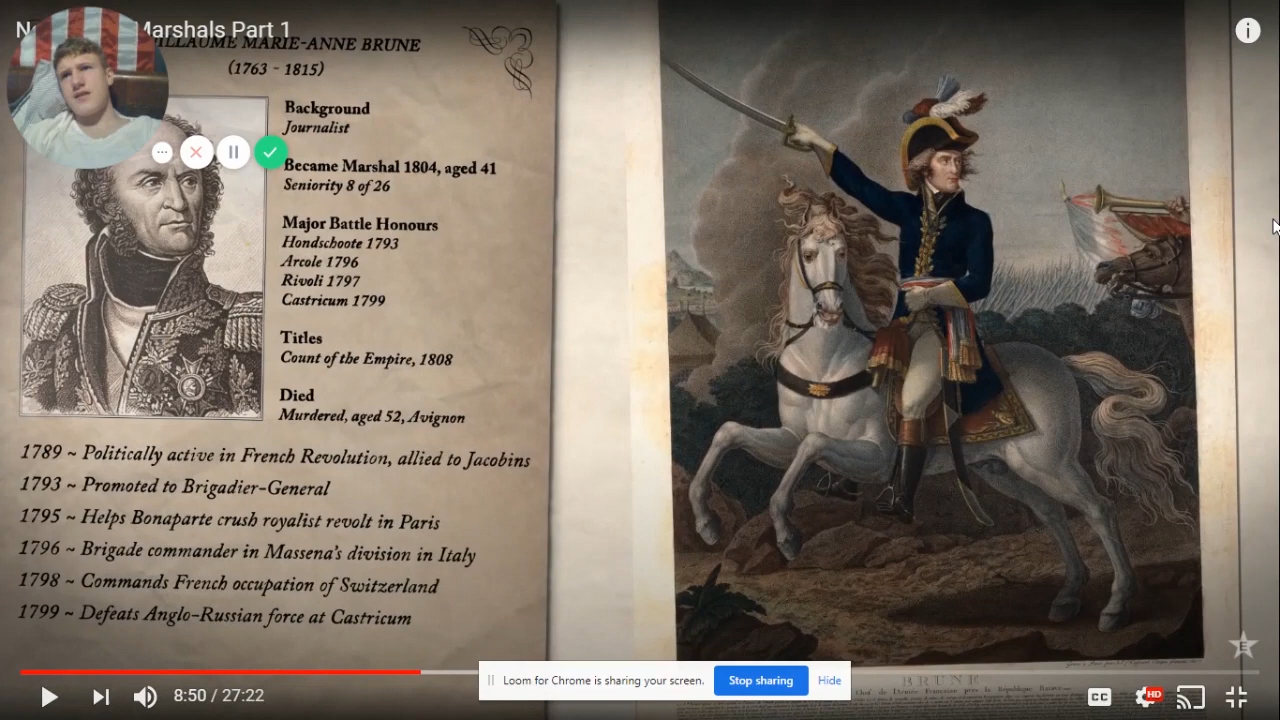 Marshals Part 1
MARIE-ANNE BRUNE
(1763 - 1815)
Background
Journalist
Became Marshal 1804, aged 41
Seniority 8 of 26
Major Battle Honours
Hondschoote 1793
Arcole 1796
Rivoli 1797
Castricum 1799
Titles
Count of the Empire, 1808
Died
Murdered, aged 52, Avignon
1789 ~ Politically active in French Revolution, allied to Jacobins
1793 ~ Promoted to Brigadier-General
1795 ~ Helps Bonaparte crush royalist revolt in Paris
1796 ~ Brigade commander in Massena's division in Italy
1798 ~ Commands French occupation of Switzerland
1799 ~ Defeats Anglo-Russian force at Castricum
BRUNE
Loom for Chrome is sharing your screen. Stop sharing Hide
8:50 / 27:22
CC HD